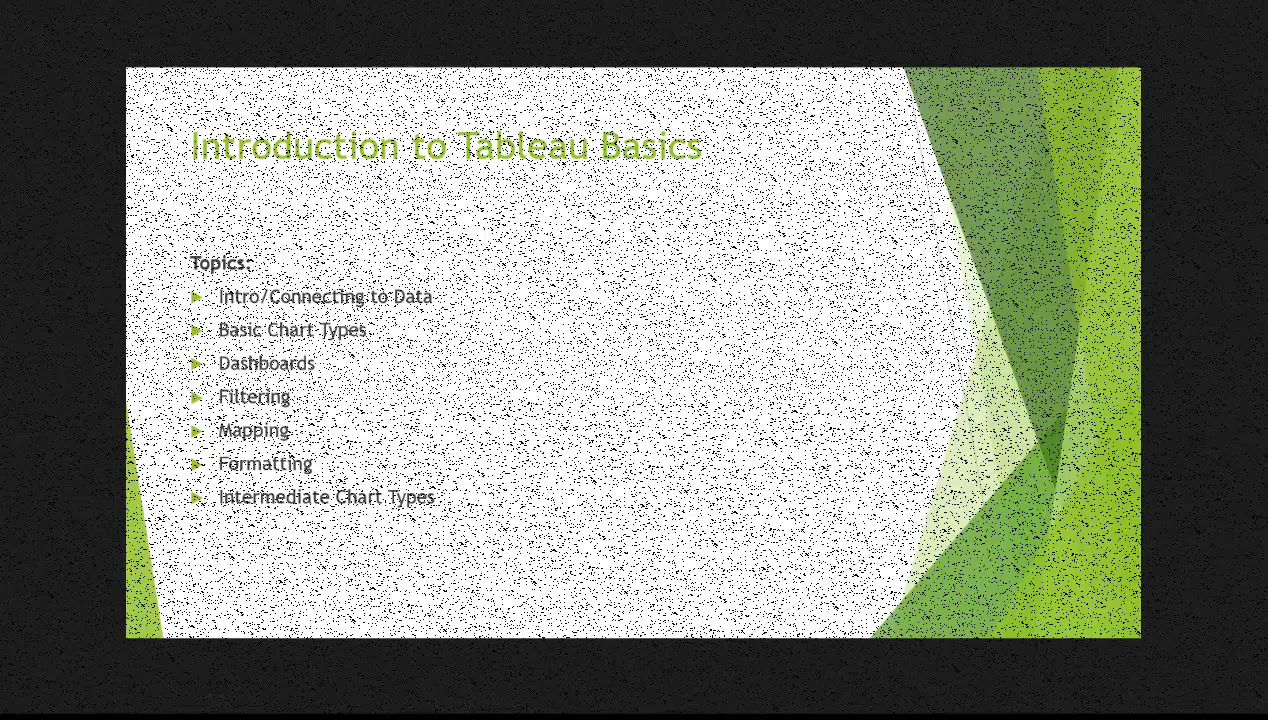 Introduction to Tableau Basics
Topics:
Intro/Connecting to Data
Basic Chart Types
Dashboards
Filtering
Mapping
Formatting
Intermediate Chart Types